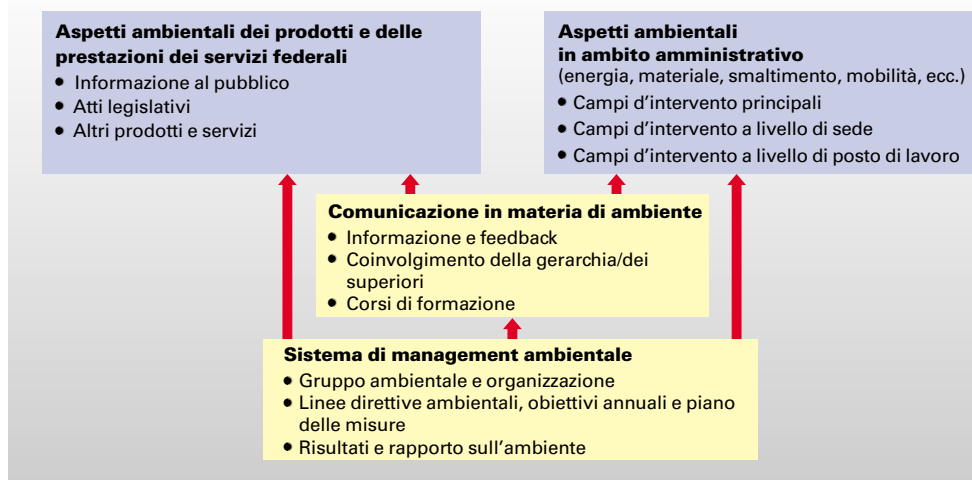 Aspetti ambientali dei prodotti e delle
prestazioni dei servizi federali
• Informazione al pubblico
• Atti legislativi
• Altri prodotti e servizi
Aspetti ambientali
in ambito amministrativo
(energia, materiale, smaltimento, mobilità, ecc.)
• Campi d’intervento principali
• Campi d’intervento a livello di sede
• Campi d’intervento a livello di posto di lavoro
Comunicazione in materia di ambiente
• Informazione e feedback
• Coinvolgimento della gerarchia/dei
superiori
• Corsi di formazione
Sistema di management ambientale
• Gruppo ambientale e organizzazione
• Linee direttive ambientali, obiettivi annuali e piano
delle misure
• Risultati e rapporto sull’ambiente